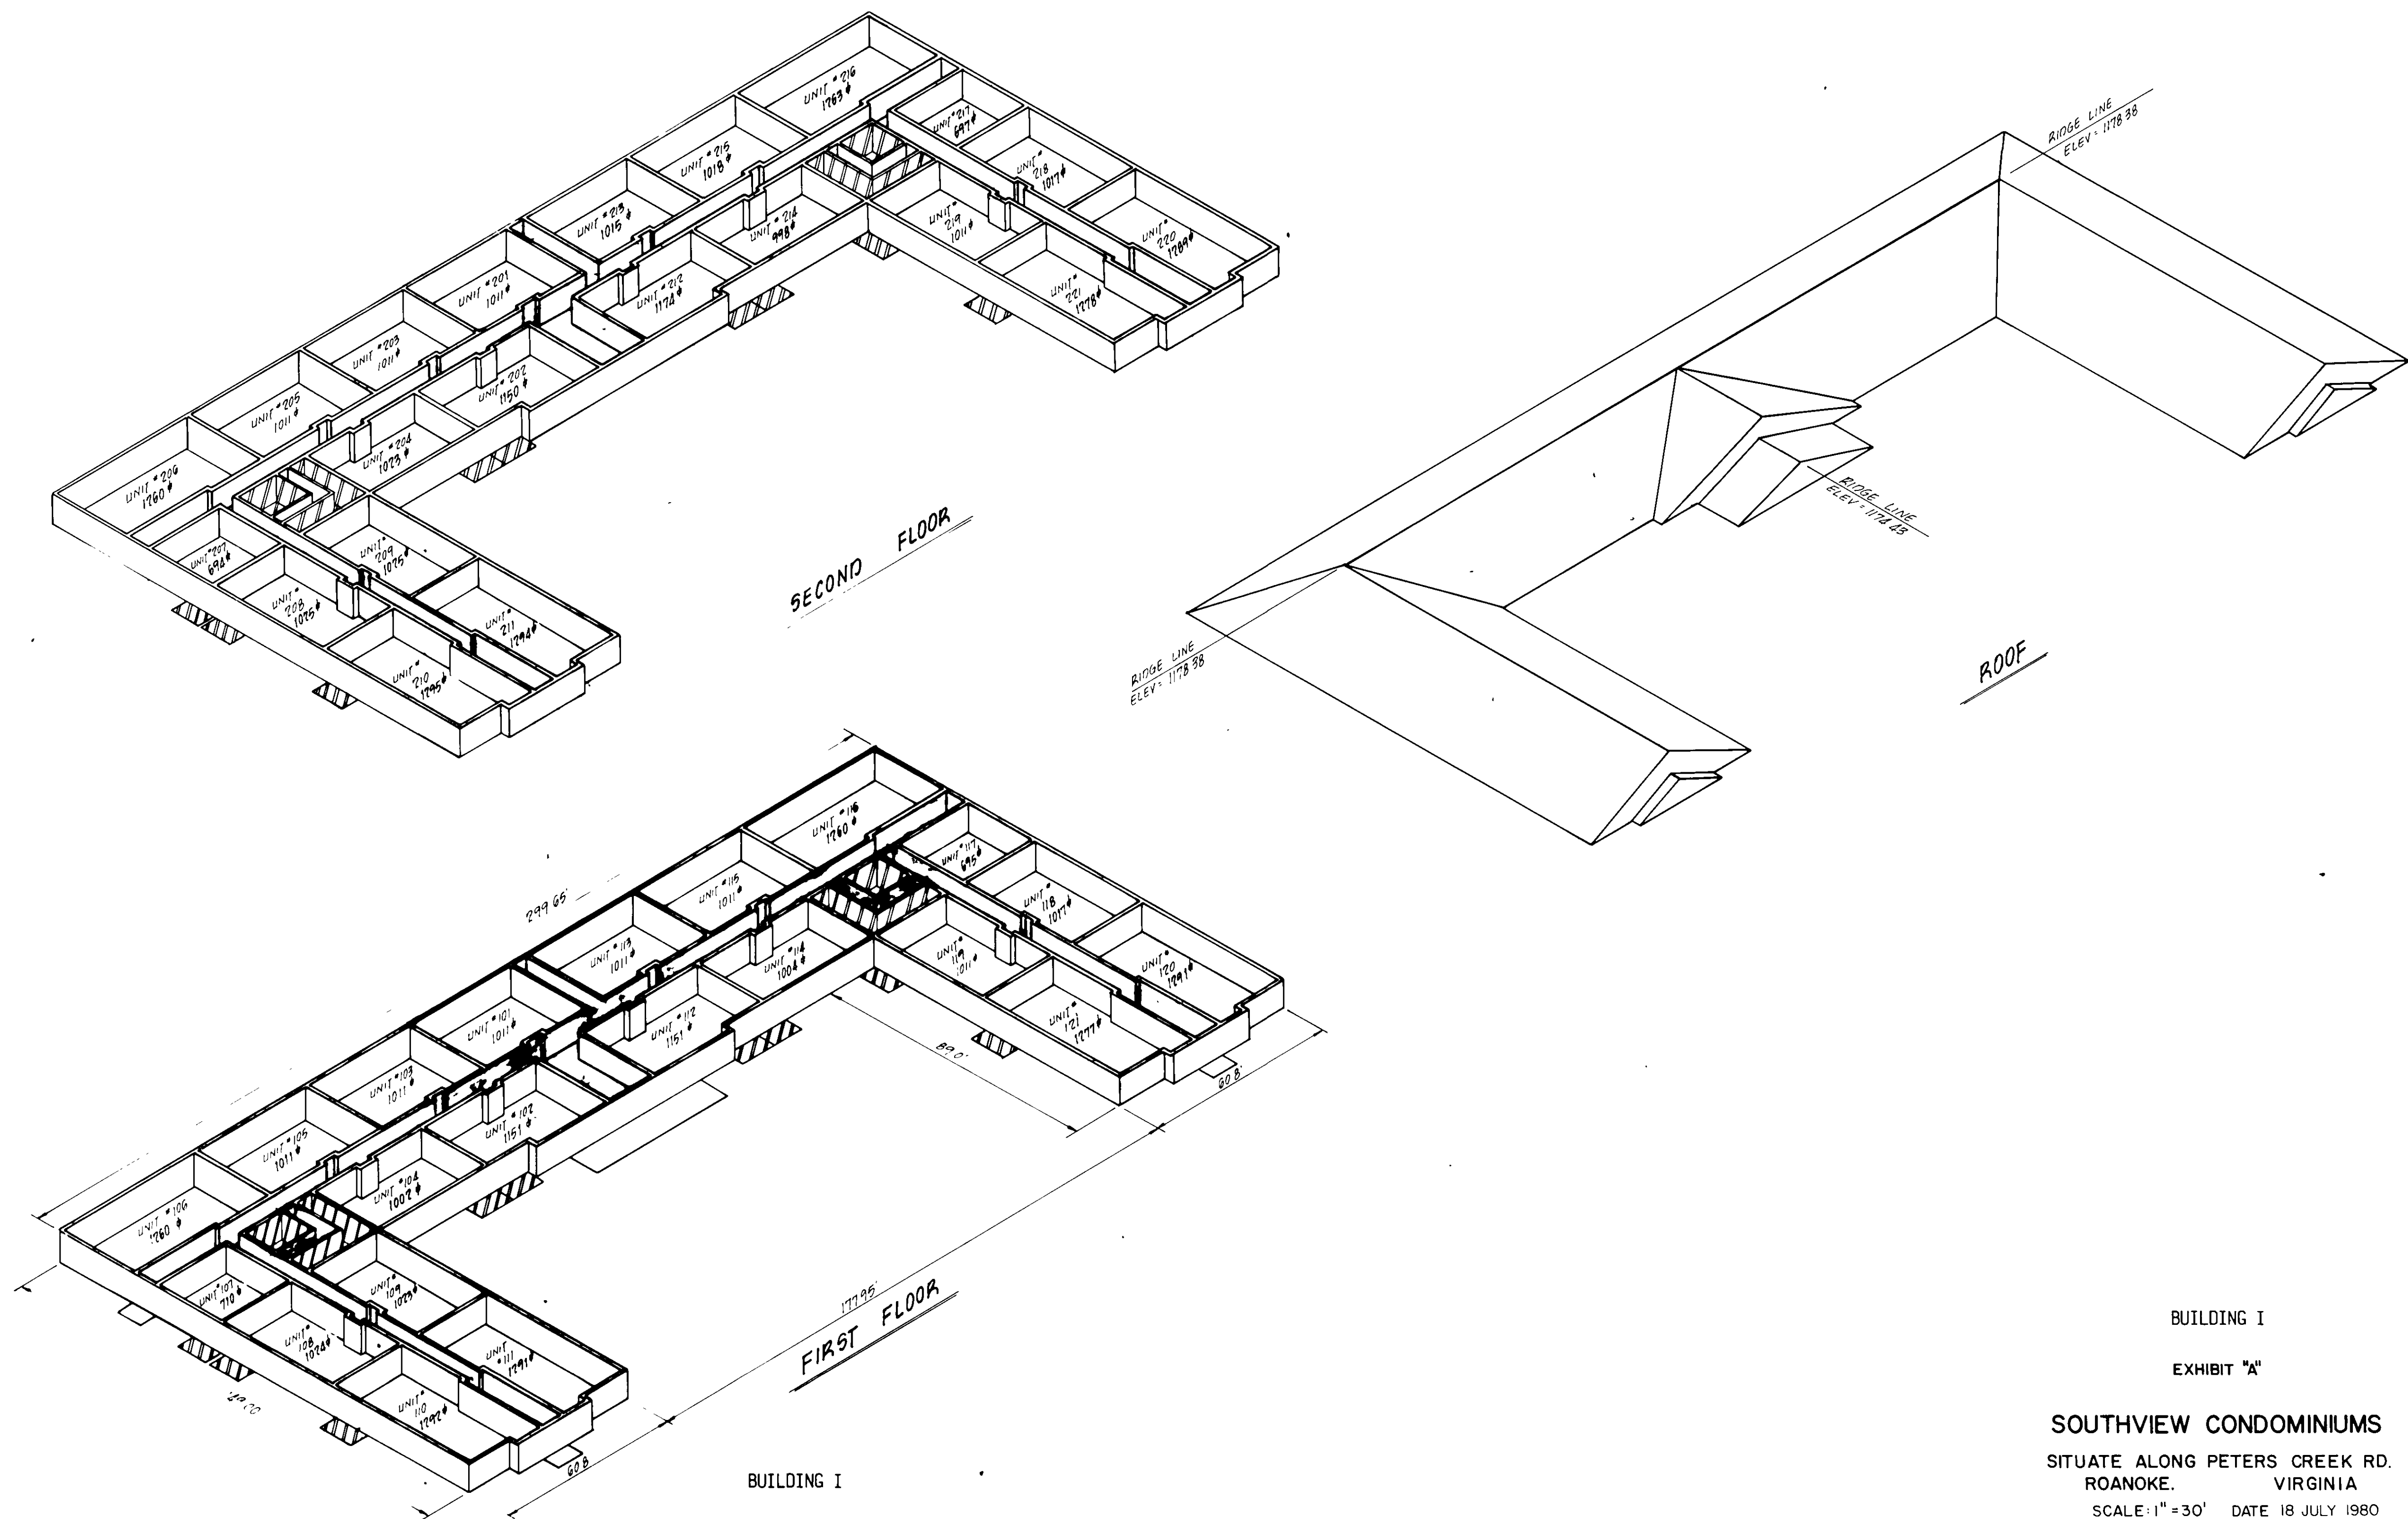 UNIT #216
1263 ⌀
UNIT #217
697 ⌀
UNIT #215
1018 ⌀
UNIT #
218
1017 ⌀
UNIT #213
1015 ⌀
UNIT #214
998 ⌀
UNIT #
219
1011 ⌀
UNIT #
220
1289 ⌀
UNIT #201
1011 ⌀
UNIT #212
1174 ⌀
UNIT #
221
1278 ⌀
UNIT #203
1011 ⌀
UNIT #202
1150 ⌀
UNIT #205
1011 ⌀
UNIT #204
1023 ⌀
UNIT #206
1260 ⌀
UNIT #207
694 ⌀
UNIT #
209
1025 ⌀
UNIT #
208
1025 ⌀
UNIT #
211
1294 ⌀
UNIT #
210
1295 ⌀
SECOND FLOOR
RIDGE LINE
ELEV = 1178.38
RIDGE LINE
ELEV = 1174.43
RIDGE LINE
ELEV = 1178.38
ROOF
299.65'
UNIT #116
1260 ⌀
UNIT #117
695 ⌀
UNIT #115
1011 ⌀
UNIT #
118
1017 ⌀
UNIT #113
1011 ⌀
UNIT #114
1004 ⌀
UNIT #
119
1011 ⌀
UNIT #
120
1291 ⌀
UNIT #101
1011 ⌀
UNIT #112
1151 ⌀
UNIT #
121
1277 ⌀
UNIT #103
1011 ⌀
UNIT #102
1151 ⌀
89.0'
60.8'
UNIT #105
1011 ⌀
UNIT #104
1002 ⌀
UNIT #106
1260 ⌀
UNIT #107
710 ⌀
UNIT #
109
1023 ⌀
UNIT #
108
1024 ⌀
UNIT #
111
1291 ⌀
UNIT #
110
1292 ⌀
177.95'
60.8
FIRST FLOOR
BUILDING I
BUILDING I
EXHIBIT "A"
SOUTHVIEW CONDOMINIUMS
SITUATE ALONG PETERS CREEK RD.
ROANOKE. VIRGINIA
SCALE: 1" = 30' DATE 18 JULY 1980